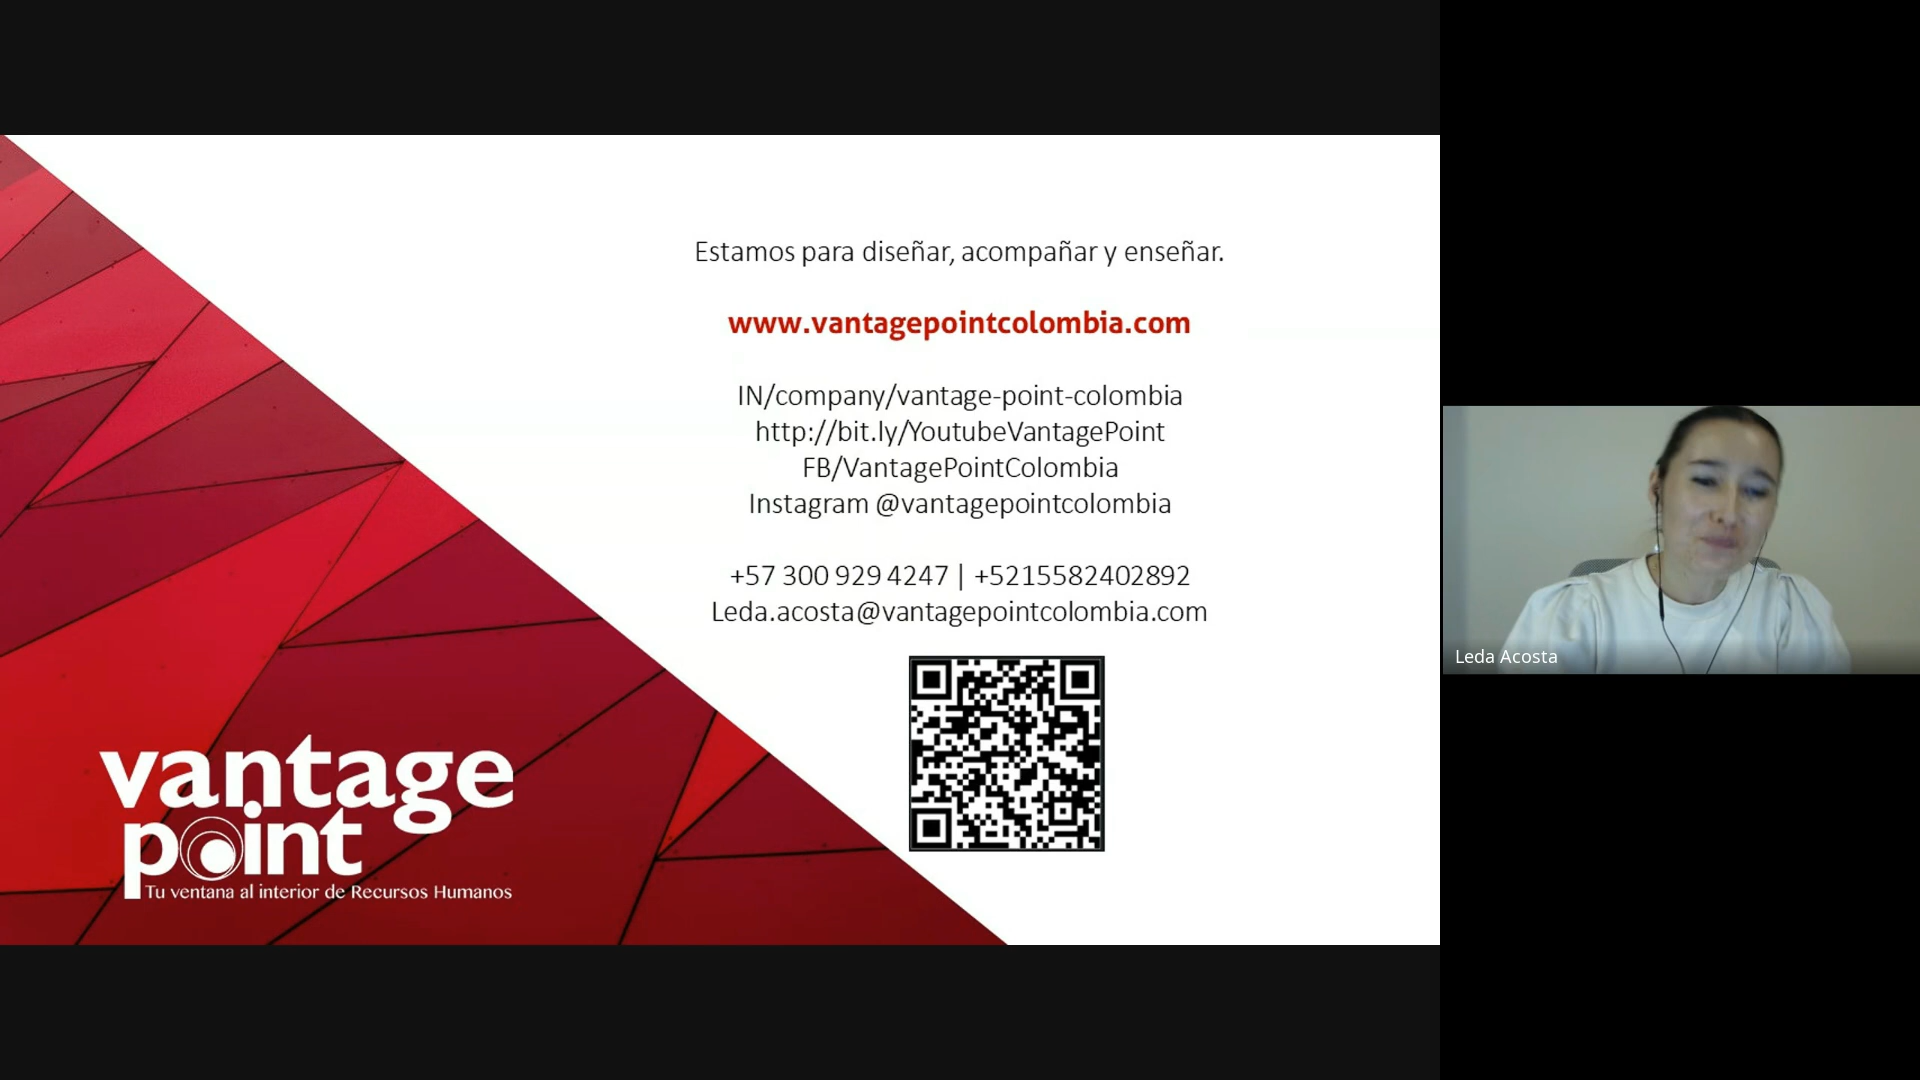 Estamos para diseñar, acompañar y enseñar.
www.vantagepointcolombia.com
IN/company/vantage-point-colombia
http://bit.ly/YoutubeVantagePoint
FB/VantagePointColombia
Instagram @vantagepointcolombia
+57 300 929 4247 | +5215582402892
Leda.acosta@vantagepointcolombia.com
vantage
point
Tu ventana al interior de Recursos Humanos
Leda Acosta